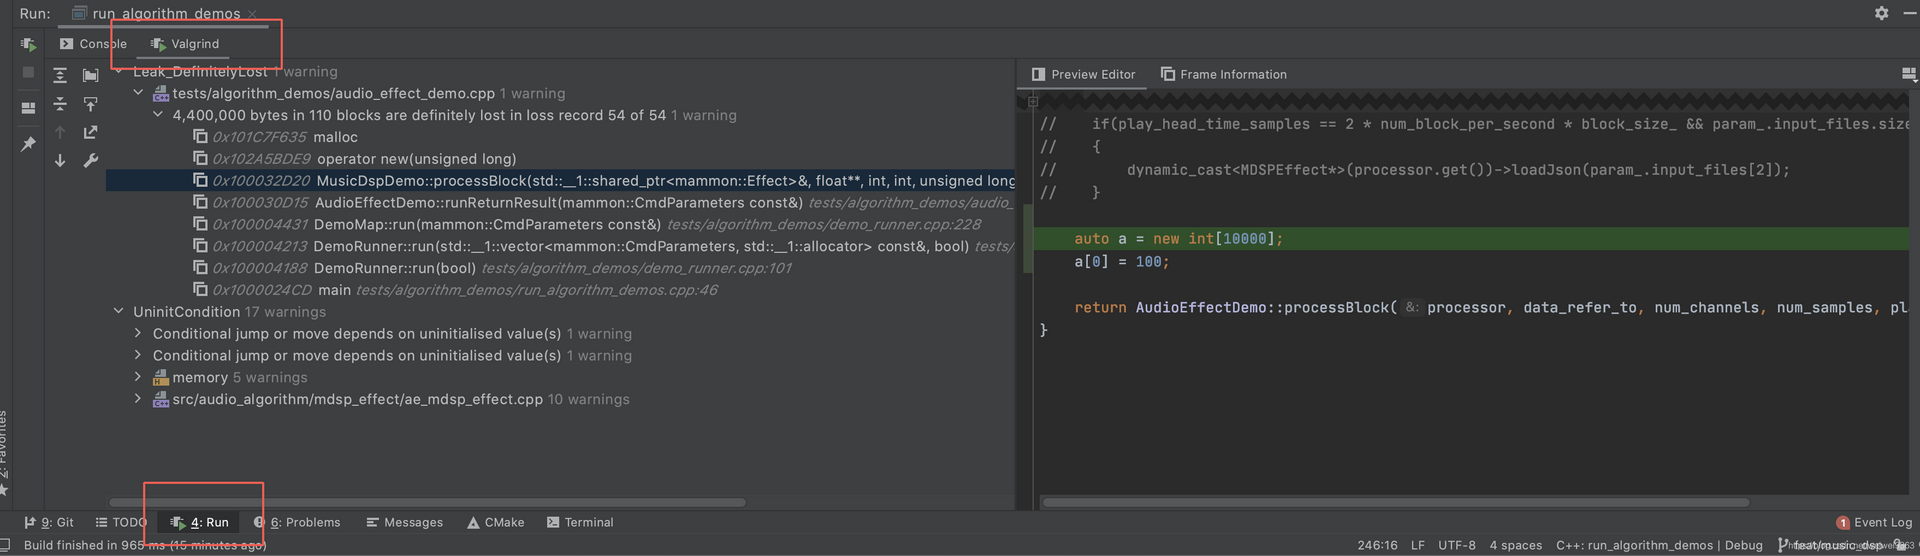 Run: run_algorithm_demos ×
Console Valgrind
Leak_DefinitelyLost 1 warning
tests/algorithm_demos/audio_effect_demo.cpp 1 warning
4,400,000 bytes in 110 blocks are definitely lost in loss record 54 of 54 1 warning
0x101C7F635 malloc
0x102A5BDE9 operator new(unsigned long)
0x100032D20 MusicDspDemo::processBlock(std::__1::shared_ptr<mammon::Effect>&, float**, int, int, unsigned long
0x100030D15 AudioEffectDemo::runReturnResult(mammon::CmdParameters const&) tests/algorithm_demos/audio_
0x100004431 DemoMap::run(mammon::CmdParameters const&) tests/algorithm_demos/demo_runner.cpp:228
0x100004213 DemoRunner::run(std::__1::vector<mammon::CmdParameters, std::__1::allocator> const&, bool) tests/
0x100004188 DemoRunner::run(bool) tests/algorithm_demos/demo_runner.cpp:101
0x1000024CD main tests/algorithm_demos/run_algorithm_demos.cpp:46
UninitCondition 17 warnings
Conditional jump or move depends on uninitialised value(s) 1 warning
Conditional jump or move depends on uninitialised value(s) 1 warning
memory 5 warnings
src/audio_algorithm/mdsp_effect/ae_mdsp_effect.cpp 10 warnings
Preview Editor Frame Information
// if(play_head_time_samples == 2 * num_block_per_second * block_size_ && param_.input_files.size
// {
// dynamic_cast<MDSPEffect*>(processor.get())->loadJson(param_.input_files[2]);
// }
auto a = new int[10000];
a[0] = 100;
return AudioEffectDemo::processBlock( &: processor, data_refer_to, num_channels, num_samples, pl
}
2: Favorites
9: Git TODO 4: Run 6: Problems Messages CMake Terminal 1 Event Log
Build finished in 965 ms (15 minutes ago) 246:16 LF UTF-8 4 spaces C++: run_algorithm_demos | Debug feat/music_dsp